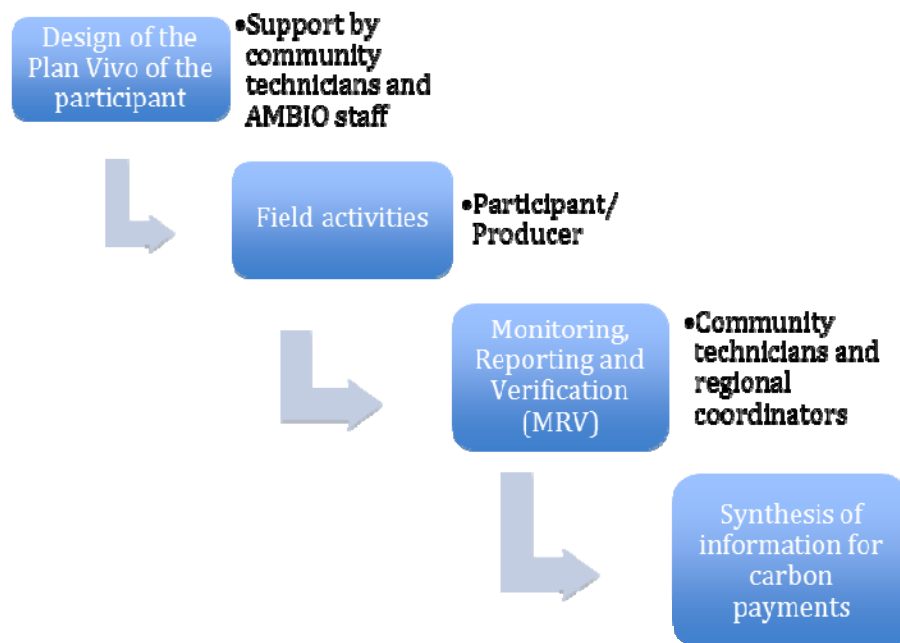 Design of the
Plan Vivo of the
participant
•Support by
community
technicians and
AMBIO staff
Field activities
•Participant/
Producer
Monitoring,
Reporting and
Verification
(MRV)
•Community
technicians and
regional
coordinators
Synthesis of
information for
carbon
payments